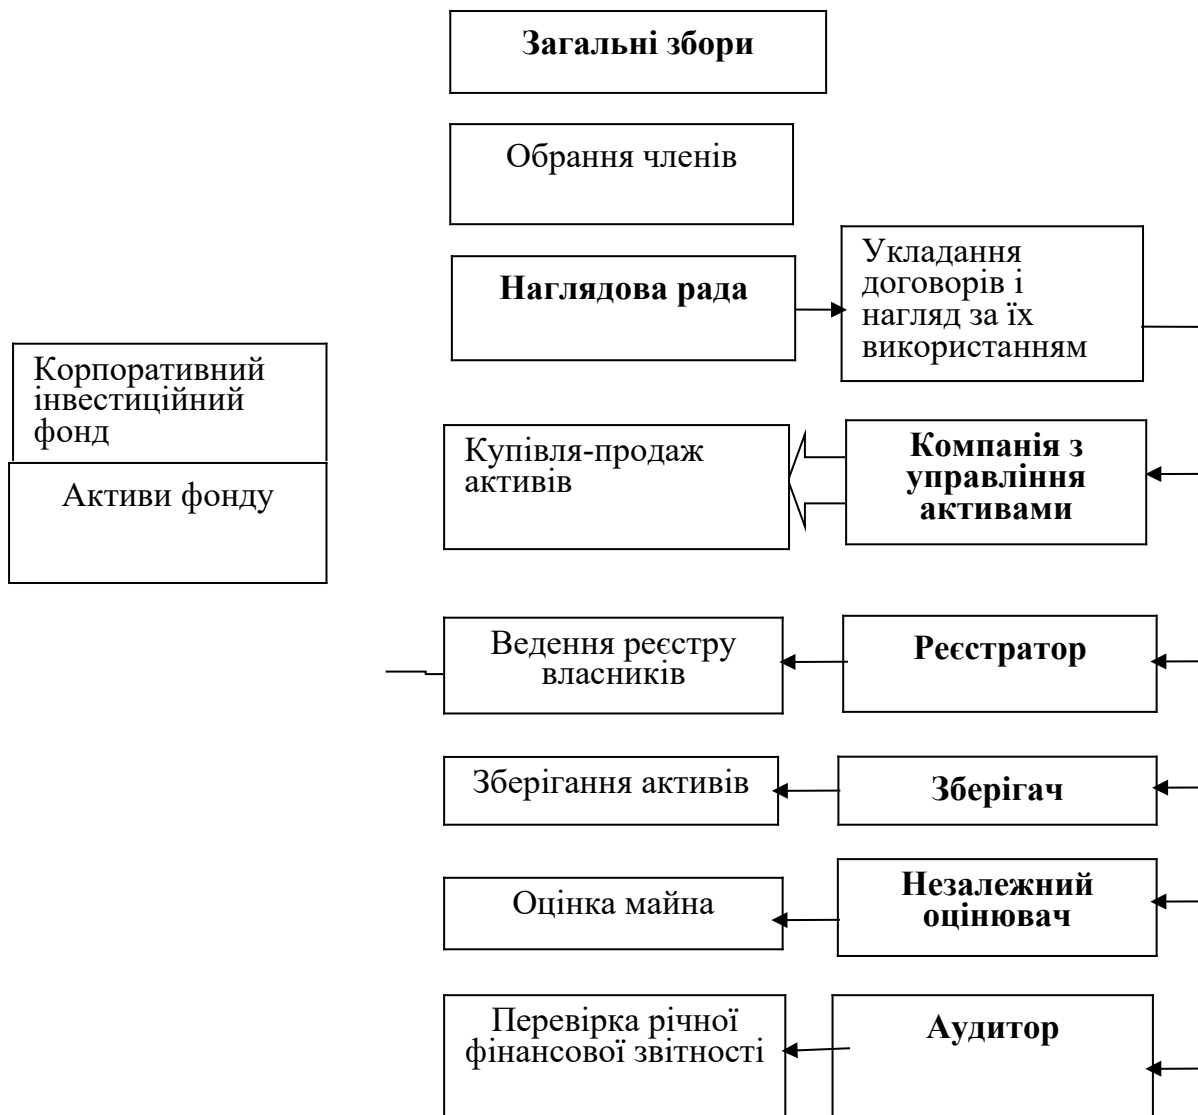 Загальні збори
Обрання членів
Наглядова рада
Укладання
договорів і
нагляд за їх
використанням
Корпоративний
інвестиційний
фонд
Активи фонду
Купівля-продаж
активів
Компанія з
управління
активами
Ведення реєстру
власників
Реєстратор
Зберігання активів
Зберігач
Оцінка майна
Незалежний
оцінювач
Перевірка річної
фінансової звітності
Аудитор